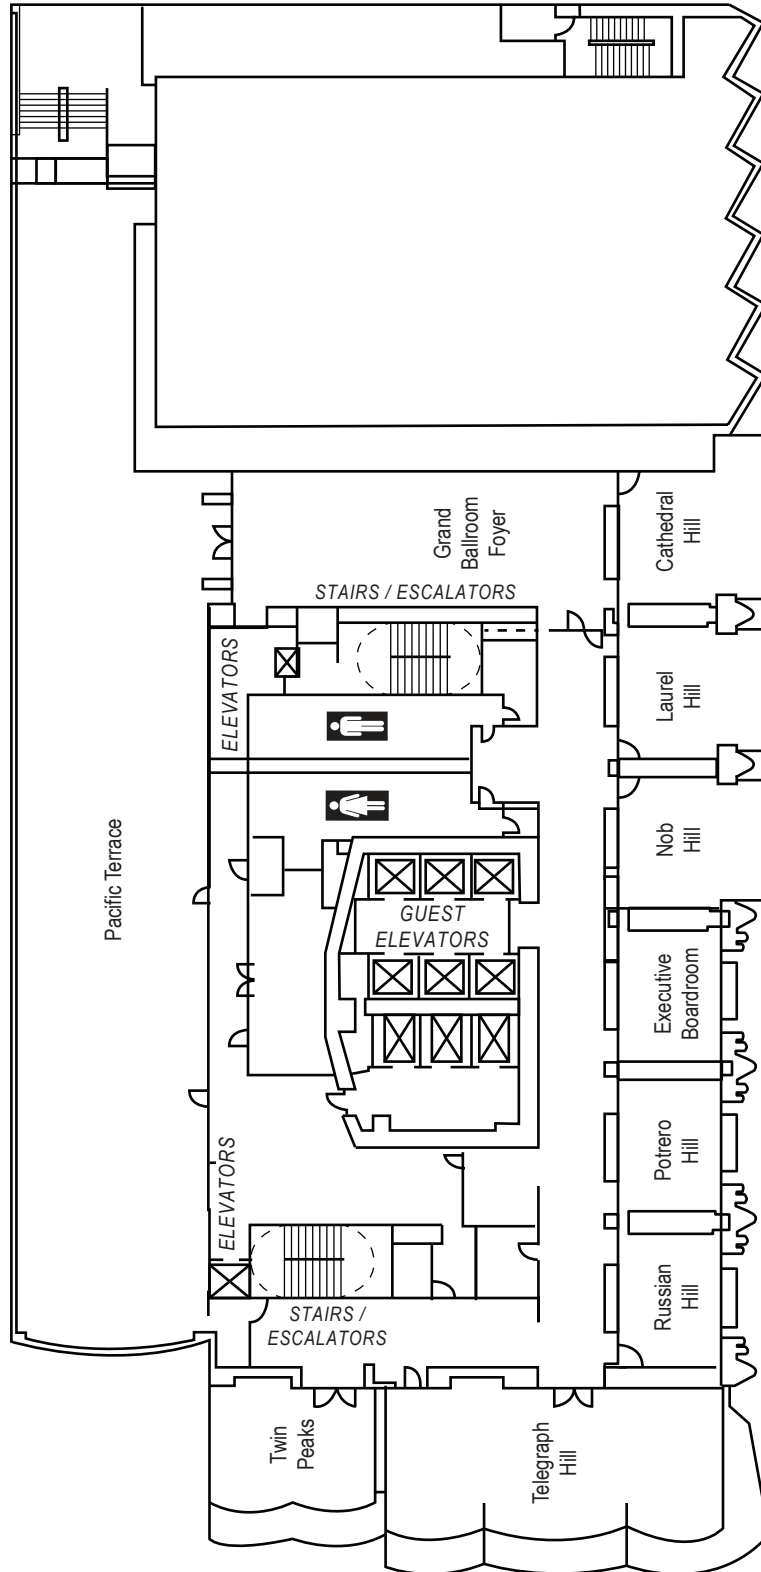 Grand
Ballroom
Foyer
Cathedral
Hill
STAIRS / ESCALATORS
ELEVATORS
Laurel
Hill
Pacific Terrace
Nob
Hill
GUEST
ELEVATORS
Executive
Boardroom
Potrero
Hill
ELEVATORS
Russian
Hill
STAIRS /
ESCALATORS
Twin
Peaks
Telegraph
Hill